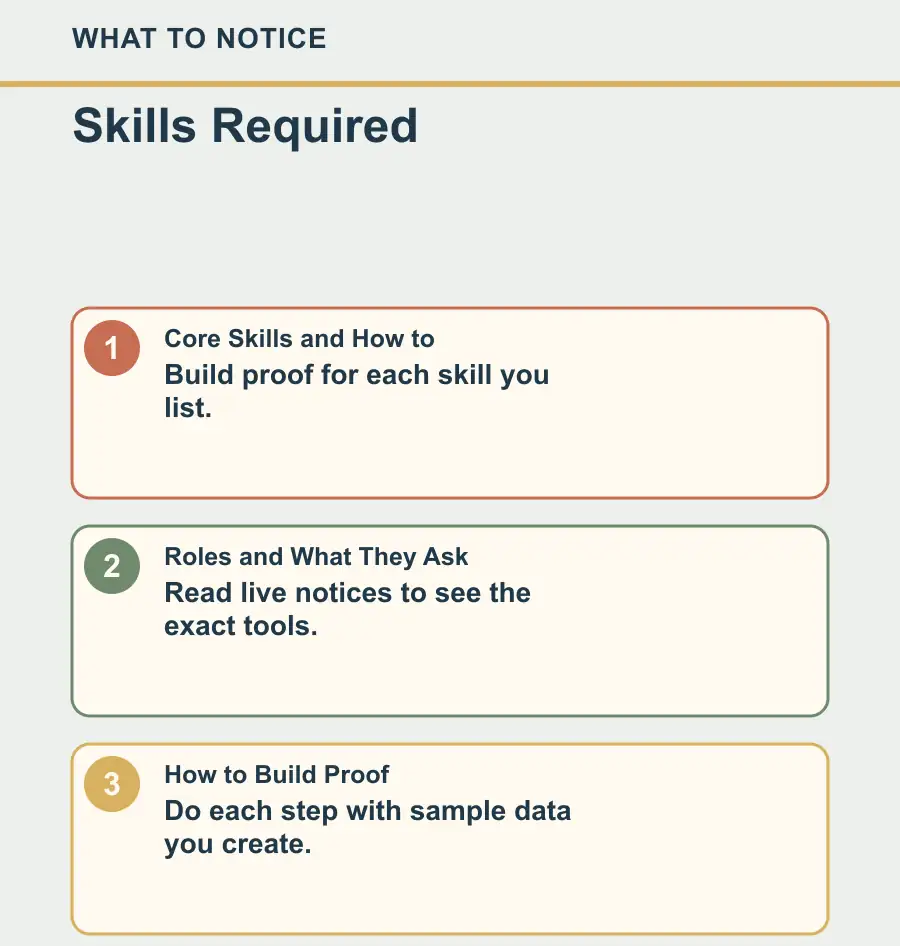 WHAT TO NOTICE
Skills Required
1
Core Skills and How to
Build proof for each skill you
list.
2
Roles and What They Ask
Read live notices to see the
exact tools.
3
How to Build Proof
Do each step with sample data
you create.